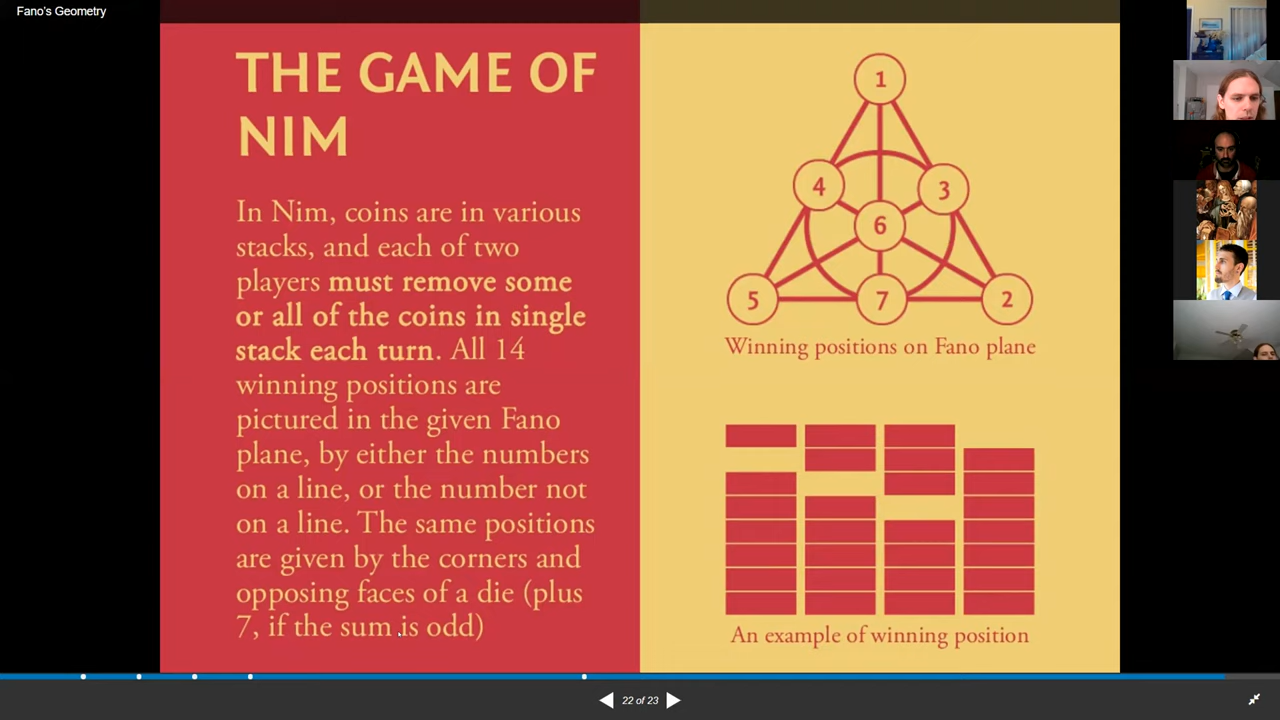 Fano's Geometry
THE GAME OF
NIM
In Nim, coins are in various
stacks, and each of two
players must remove some
or all of the coins in single
stack each turn. All 14
winning positions are
pictured in the given Fano
plane, by either the numbers
on a line, or the number not
on a line. The same positions
are given by the corners and
opposing faces of a die (plus
7, if the sum is odd)
1
4
3
6
5
7
2
Winning positions on Fano plane
An example of winning position
22 of 23